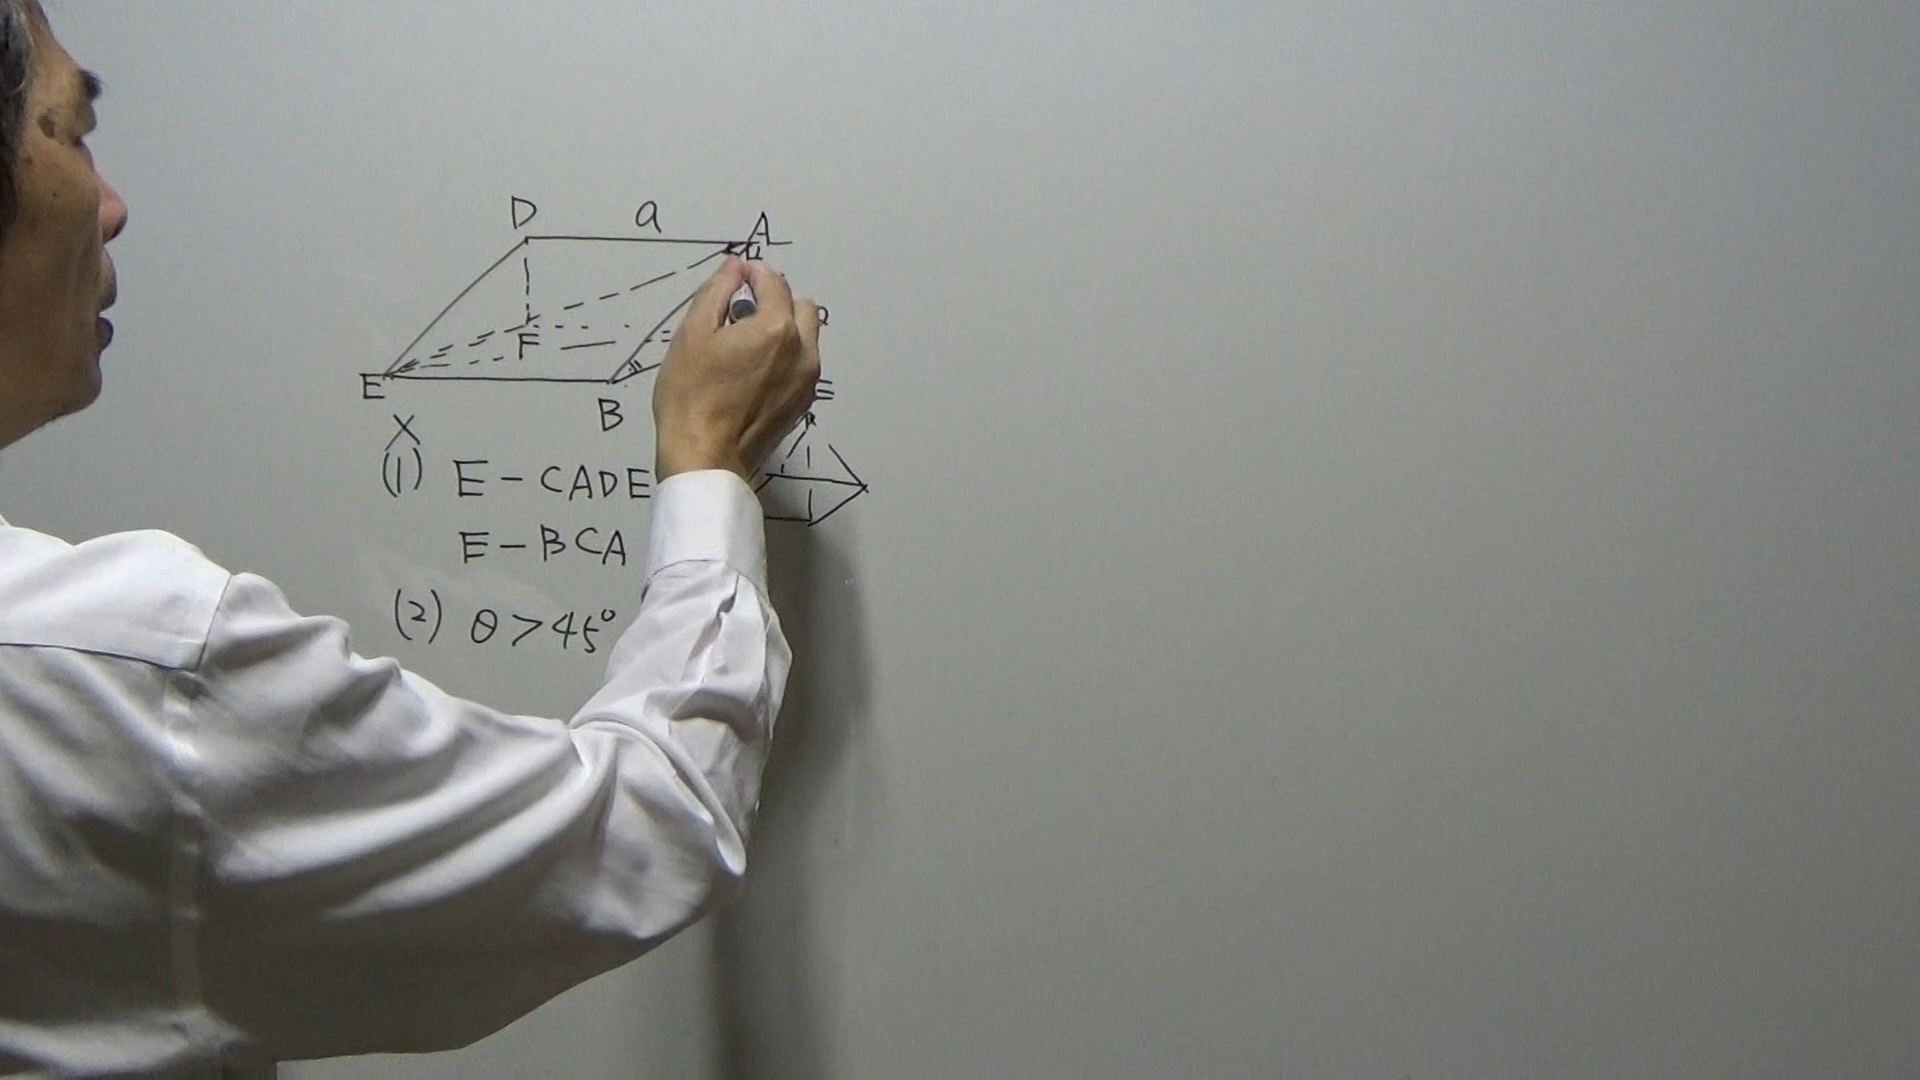 D a A
F
E B
X
(1) E-CADE
E-BCA
(2) θ>45°